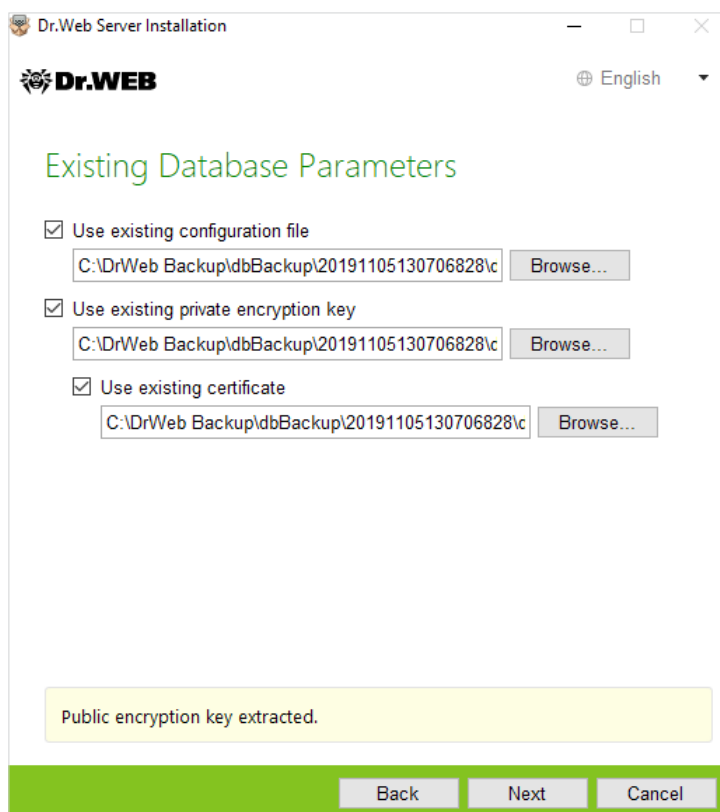 Dr.Web Server Installation
Dr.WEB
English
Existing Database Parameters
Use existing configuration file
C:\DrWeb Backup\dbBackup\20191105130706828\c
Browse...
Use existing private encryption key
C:\DrWeb Backup\dbBackup\20191105130706828\c
Browse...
Use existing certificate
C:\DrWeb Backup\dbBackup\20191105130706828\c
Browse...
Public encryption key extracted.
Back
Next
Cancel